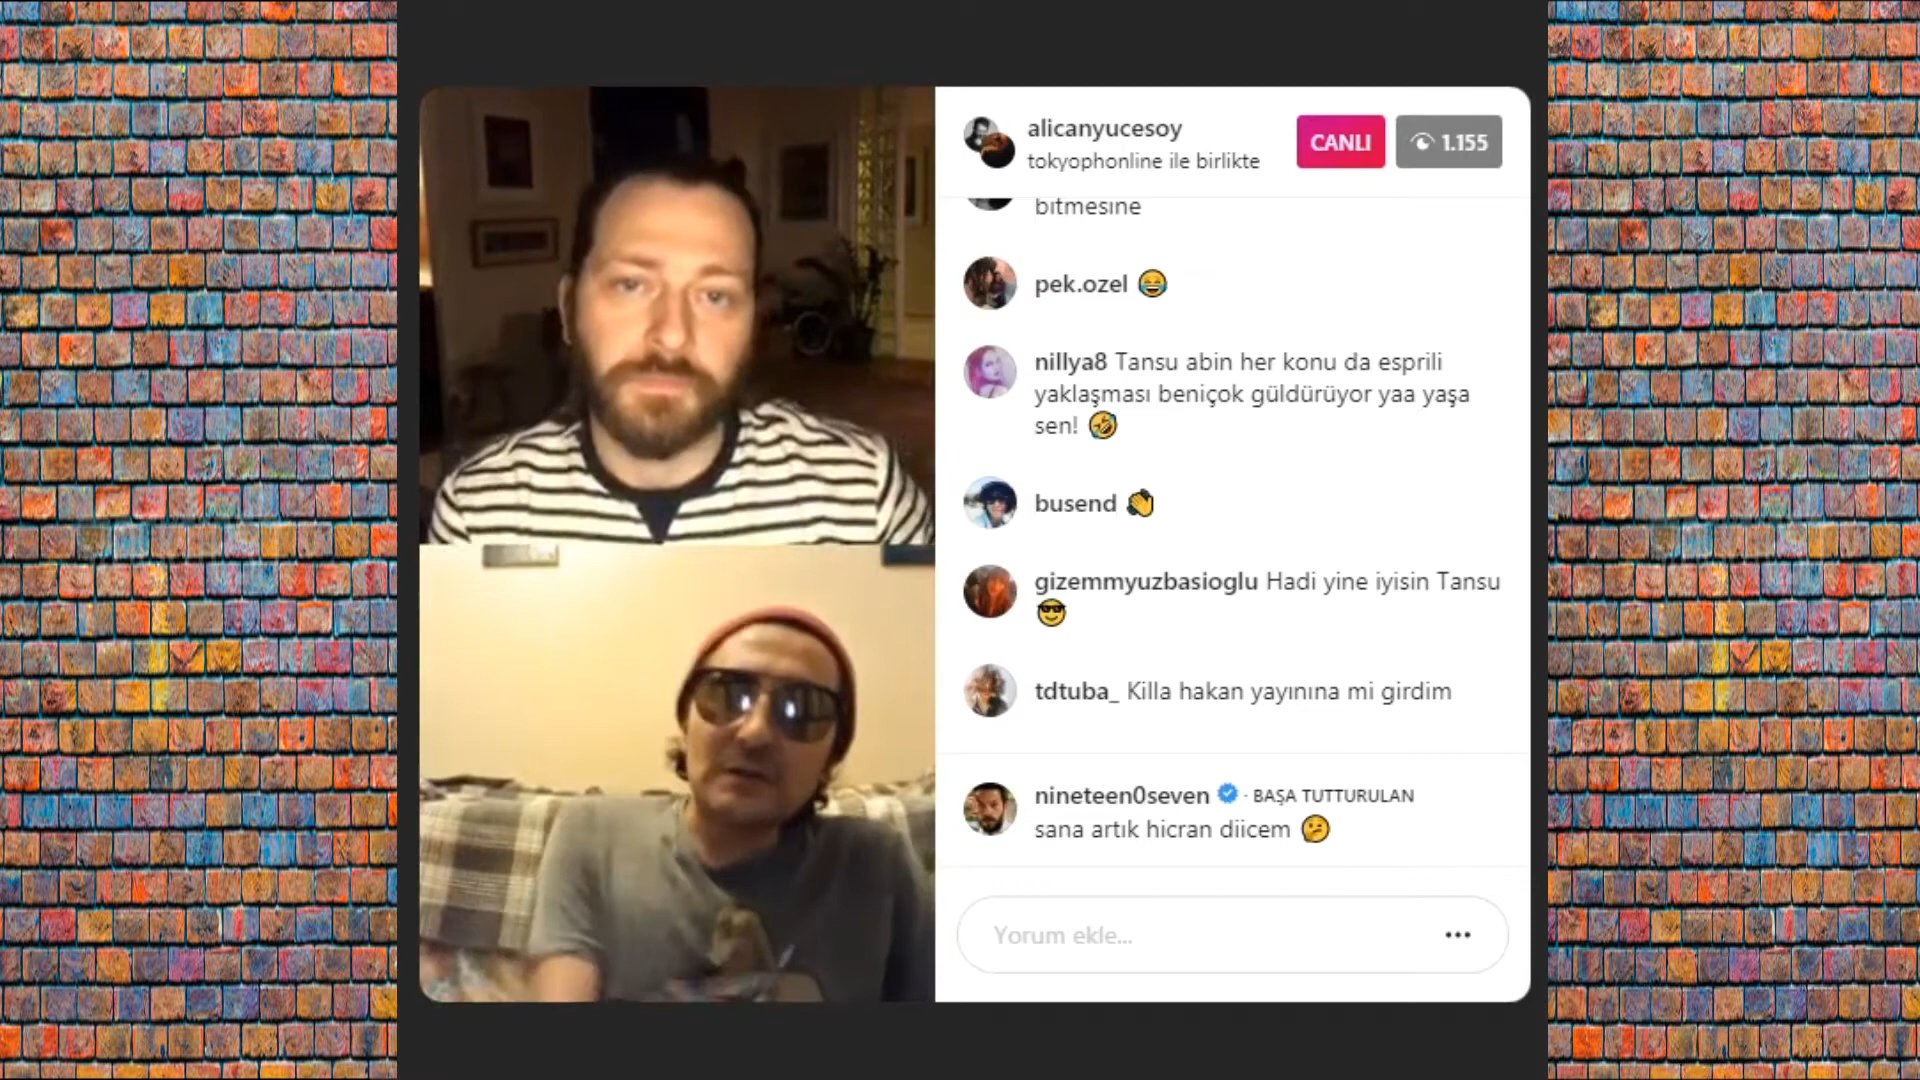 alicanyucesoy
tokyophonline ile birlikte
CANLI
1.155
bitmesine
pek.ozel 😂
nillya8 Tansu abin her konu da esprili
yaklaşması beniçok güldürüyor yaa yaşa
sen! 🤣
busend 👏
gizemmyuzbasioglu Hadi yine iyisin Tansu
😎
tdtuba_ Killa hakan yayınına mi girdim
nineteen0seven · BAŞA TUTTURULAN
sana artık hicran diicem 🤔
Yorum ekle...